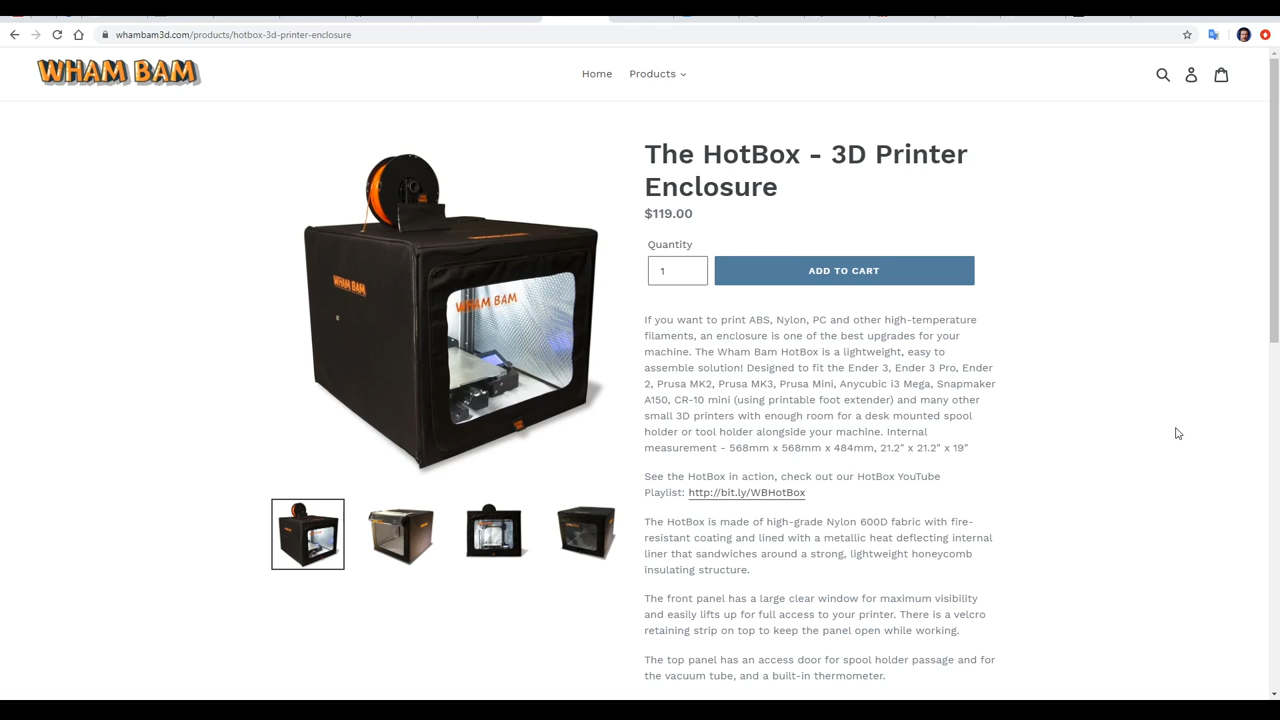 whambam3d.com/products/hotbox-3d-printer-enclosure
WHAM BAM
Home
Products
The HotBox - 3D Printer
Enclosure
$119.00
Quantity
1
ADD TO CART
WHAM BAM
WHAM BAM
If you want to print ABS, Nylon, PC and other high-temperature
filaments, an enclosure is one of the best upgrades for your
machine. The Wham Bam HotBox is a lightweight, easy to
assemble solution! Designed to fit the Ender 3, Ender 3 Pro, Ender
2, Prusa MK2, Prusa MK3, Prusa Mini, Anycubic i3 Mega, Snapmaker
A150, CR-10 mini (using printable foot extender) and many other
small 3D printers with enough room for a desk mounted spool
holder or tool holder alongside your machine. Internal
measurement - 568mm x 568mm x 484mm, 21.2” x 21.2” x 19”
See the HotBox in action, check out our HotBox YouTube
Playlist: http://bit.ly/WBHotBox
The HotBox is made of high-grade Nylon 600D fabric with fire-
resistant coating and lined with a metallic heat deflecting internal
liner that sandwiches around a strong, lightweight honeycomb
insulating structure.
The front panel has a large clear window for maximum visibility
and easily lifts up for full access to your printer. There is a velcro
retaining strip on top to keep the panel open while working.
The top panel has an access door for spool holder passage and for
the vacuum tube, and a built-in thermometer.